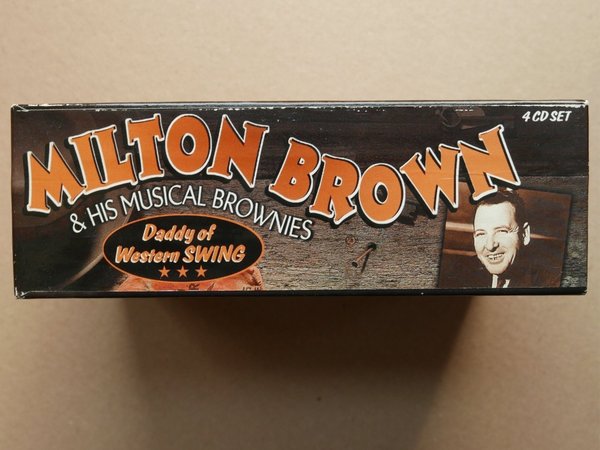 4 CD SET
MILTON BROWN
& HIS MUSICAL BROWNIES
Daddy of
Western SWING